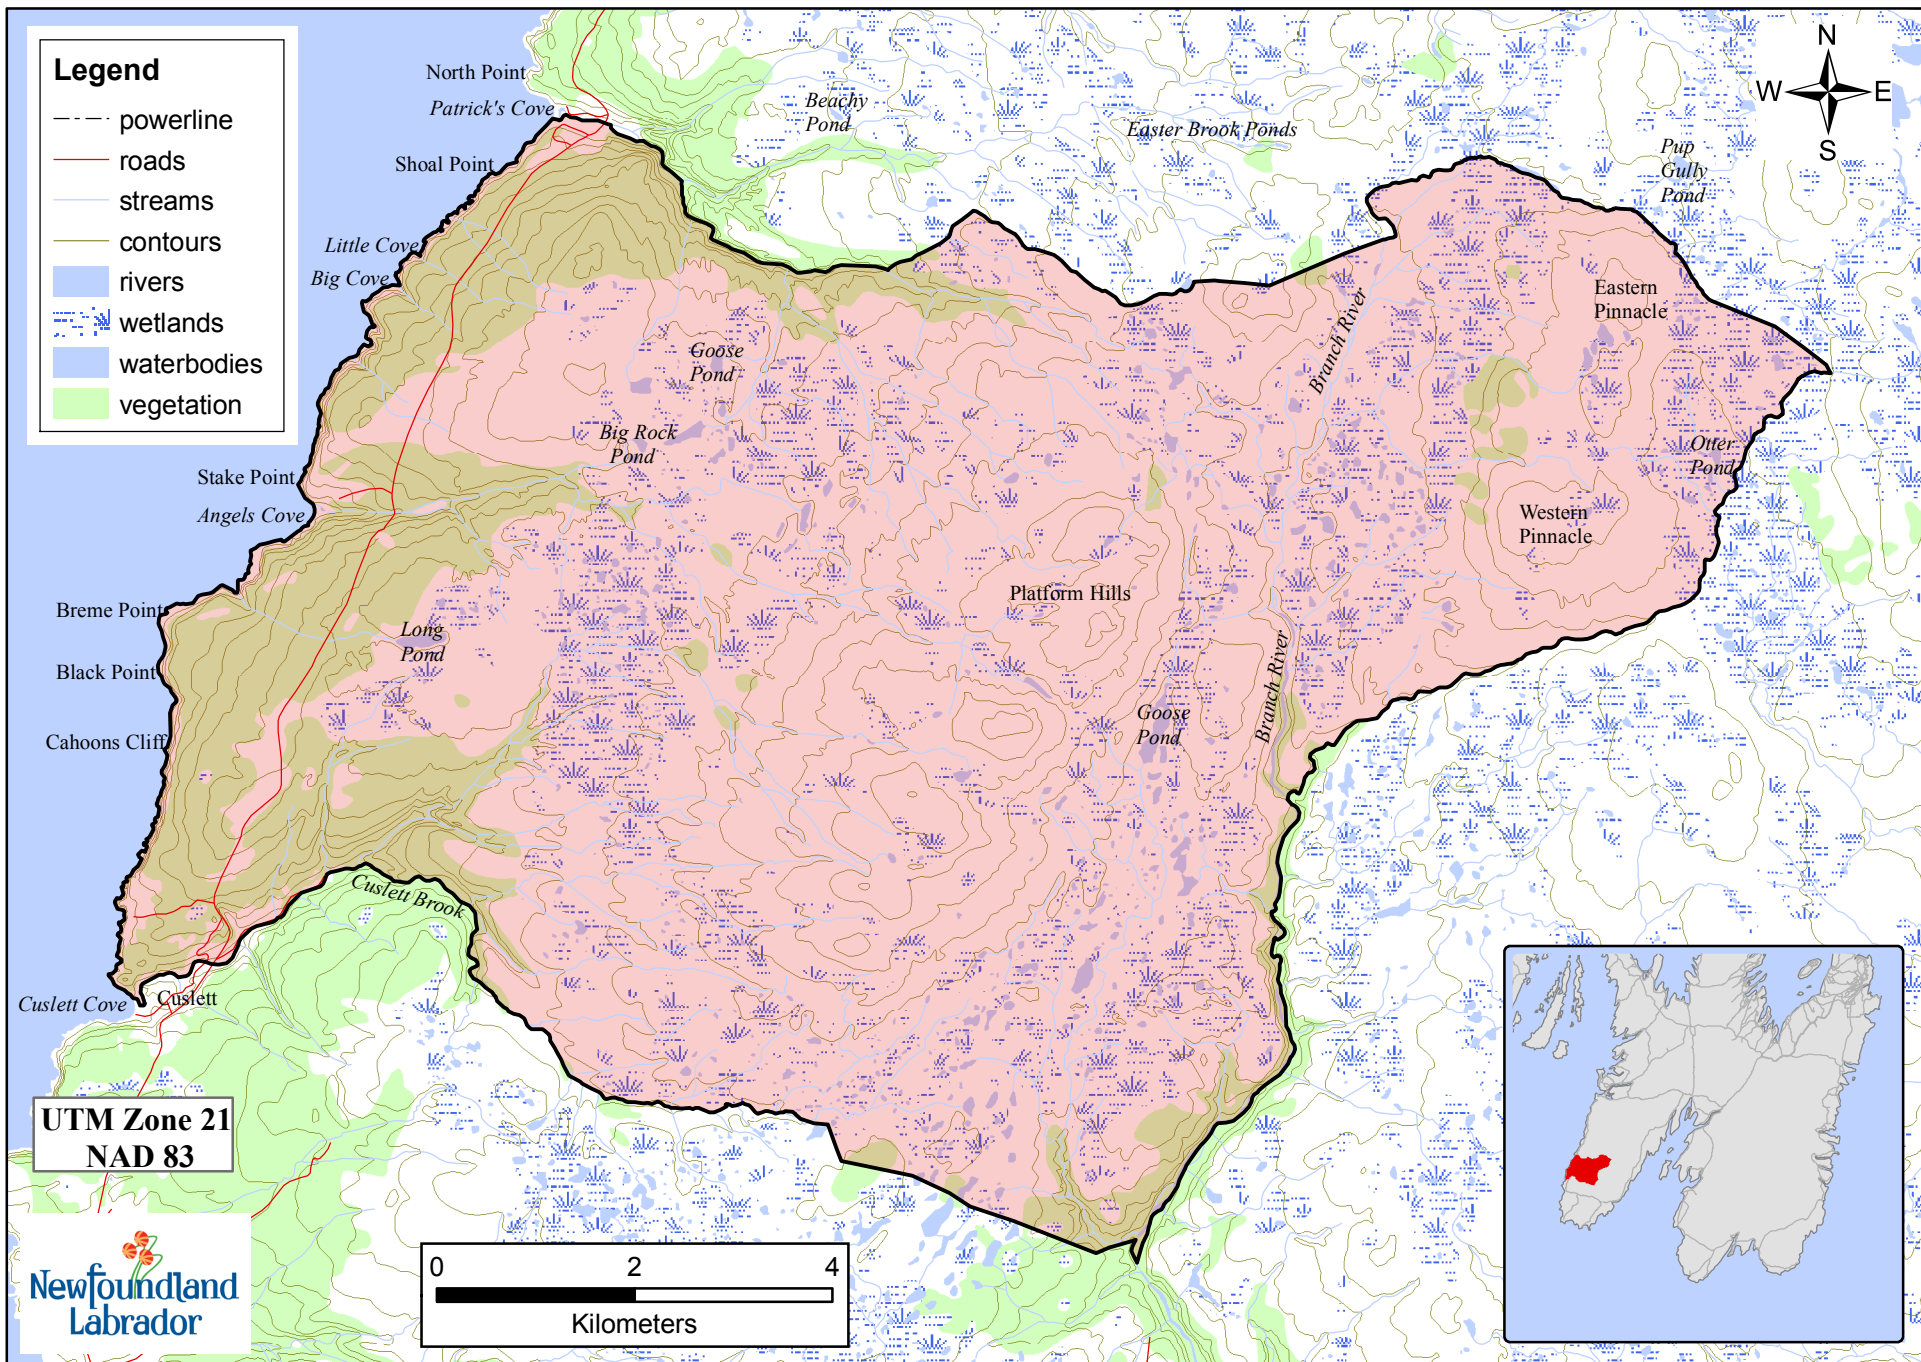 Legend
powerline
roads
streams
contours
rivers
wetlands
waterbodies
vegetation
North Point
Patrick's Cove
Shoal Point
Little Cove
Big Cove
Stake Point
Angels Cove
Breme Point
Black Point
Cahoons Cliff
Cuslett Cove
Cuslett
Cuslett Brook
Beachy
Pond
Easter Brook Ponds
Pup
Gully
Pond
N
W
E
S
Eastern
Pinnacle
Branch River
Goose
Pond
Big Rock
Pond
Otter
Pond
Western
Pinnacle
Platform Hills
Long
Pond
Branch River
Goose
Pond
UTM Zone 21
NAD 83
Newfoundland
Labrador
0
2
4
Kilometers